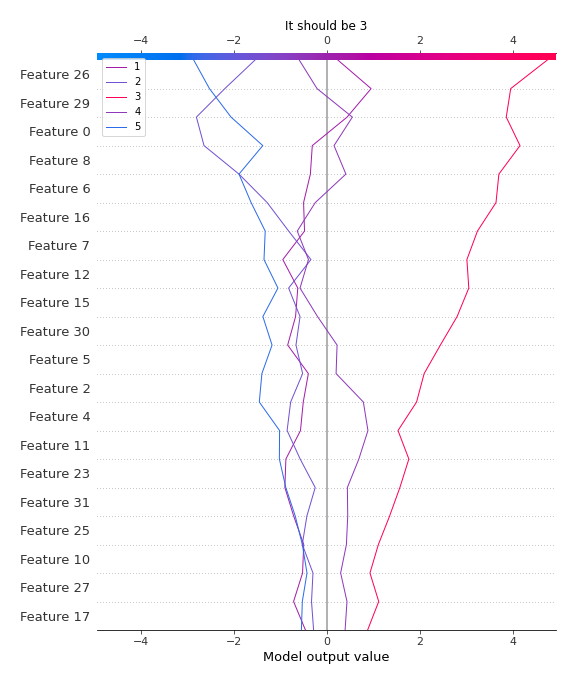 It should be 3
−4 −2 0 2 4
1
2
3
4
5
Feature 26
Feature 29
Feature 0
Feature 8
Feature 6
Feature 16
Feature 7
Feature 12
Feature 15
Feature 30
Feature 5
Feature 2
Feature 4
Feature 11
Feature 23
Feature 31
Feature 25
Feature 10
Feature 27
Feature 17
−4 −2 0 2 4
Model output value